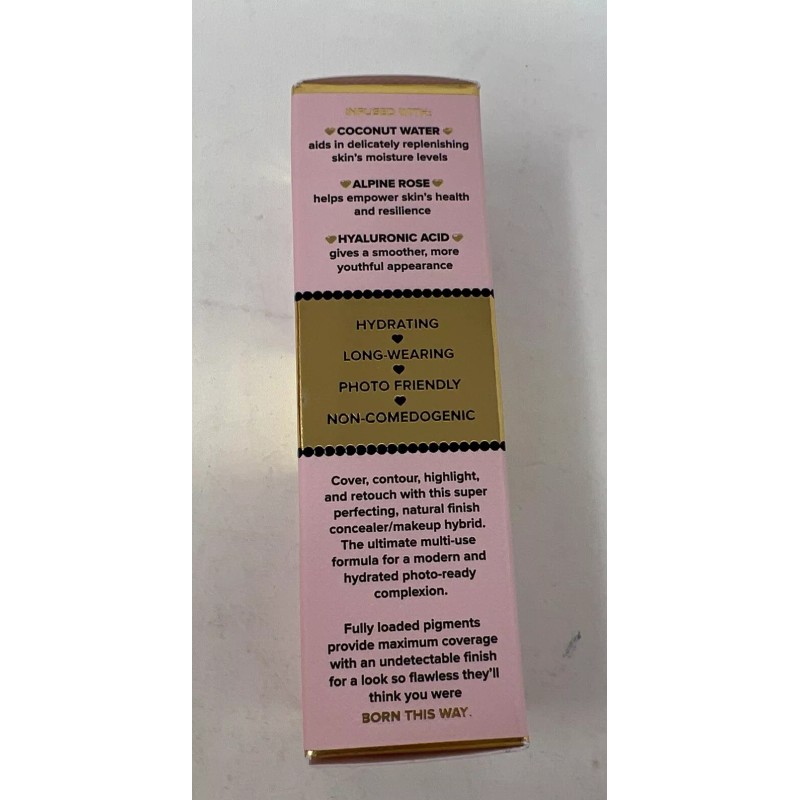 INFUSED WITH:
COCONUT WATER
aids in delicately replenishing
skin's moisture levels
ALPINE ROSE
helps empower skin's health
and resilience
HYALURONIC ACID
gives a smoother, more
youthful appearance
HYDRATING
LONG-WEARING
PHOTO FRIENDLY
NON-COMEDOGENIC
Cover, contour, highlight,
and retouch with this super
perfecting, natural finish
concealer/makeup hybrid.
The ultimate multi-use
formula for a modern and
hydrated photo-ready
complexion.
Fully loaded pigments
provide maximum coverage
with an undetectable finish
for a look so flawless they'll
think you were
BORN THIS WAY.